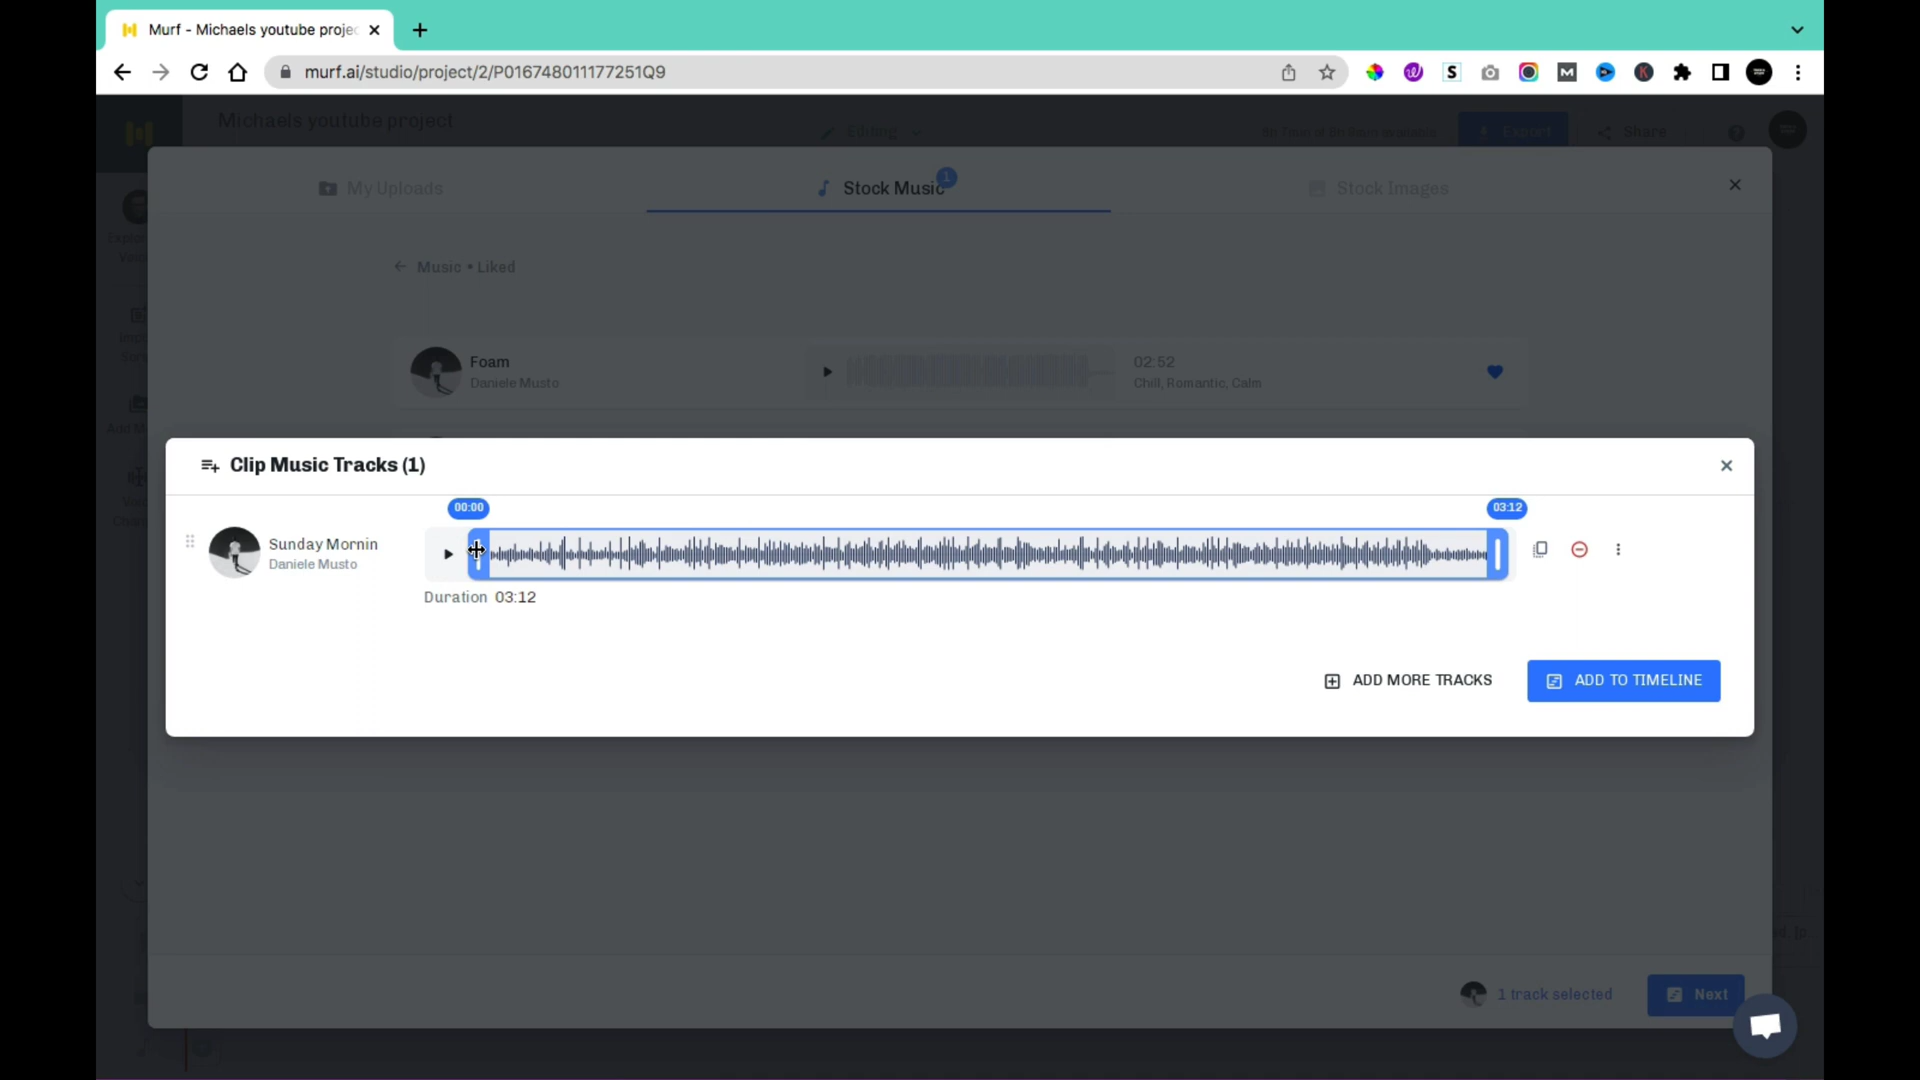 Murf - Michaels youtube projec
murf.ai/studio/project/2/P016748011177251Q9
Michaels youtube project
Editing
Export
Share
My Uploads
Stock Music
1
Stock Images
Music • Liked
Foam
Daniele Musto
02:52
Chill, Romantic, Calm
Clip Music Tracks (1)
00:00
03:12
Sunday Mornin
Daniele Musto
Duration 03:12
ADD MORE TRACKS
ADD TO TIMELINE
1 track selected
Next